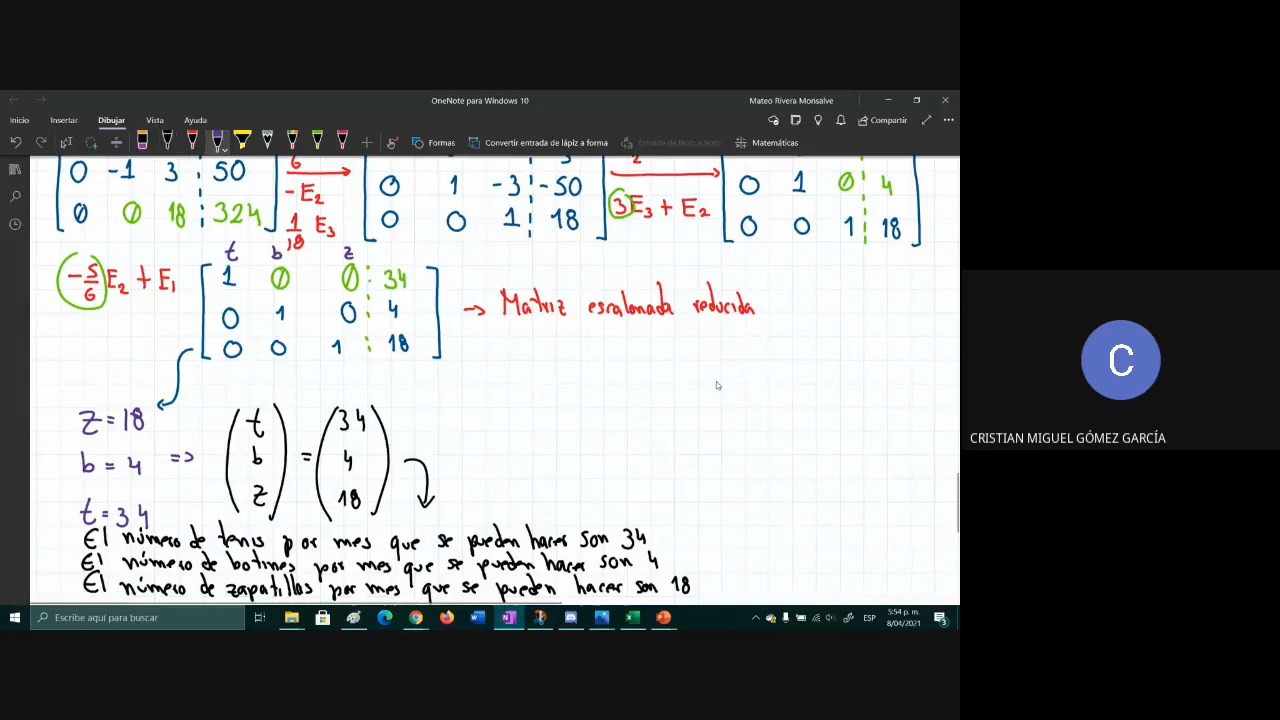 OneNote para Windows 10
Mateo Rivera Monsalve
Inicio Insertar Dibujar Vista Ayuda
Compartir
Formas Convertir entrada de lápiz a forma Matemáticas
0 -1 3 50
0 0 18 324
6
- E2
1/18 E3
0 1 -3 -50
0 0 1 18
2
3E3 + E2
0 1 0 4
0 0 1 18
t b z
-5/6 E2 + E1
1 0 0 34
0 1 0 4
0 0 1 18
→ Matriz escalonada reducida
z = 18
b = 4 =>
t = 34
t = 34
b 4
z 18
El número de tenis por mes que se pueden hacer son 34
El número de botines por mes que se pueden hacer son 4
El número de zapatillas por mes que se pueden hacer son 18
C
CRISTIAN MIGUEL GÓMEZ GARCÍA
Escribe aquí para buscar
ESP
5:54 p. m.
8/04/2021
3